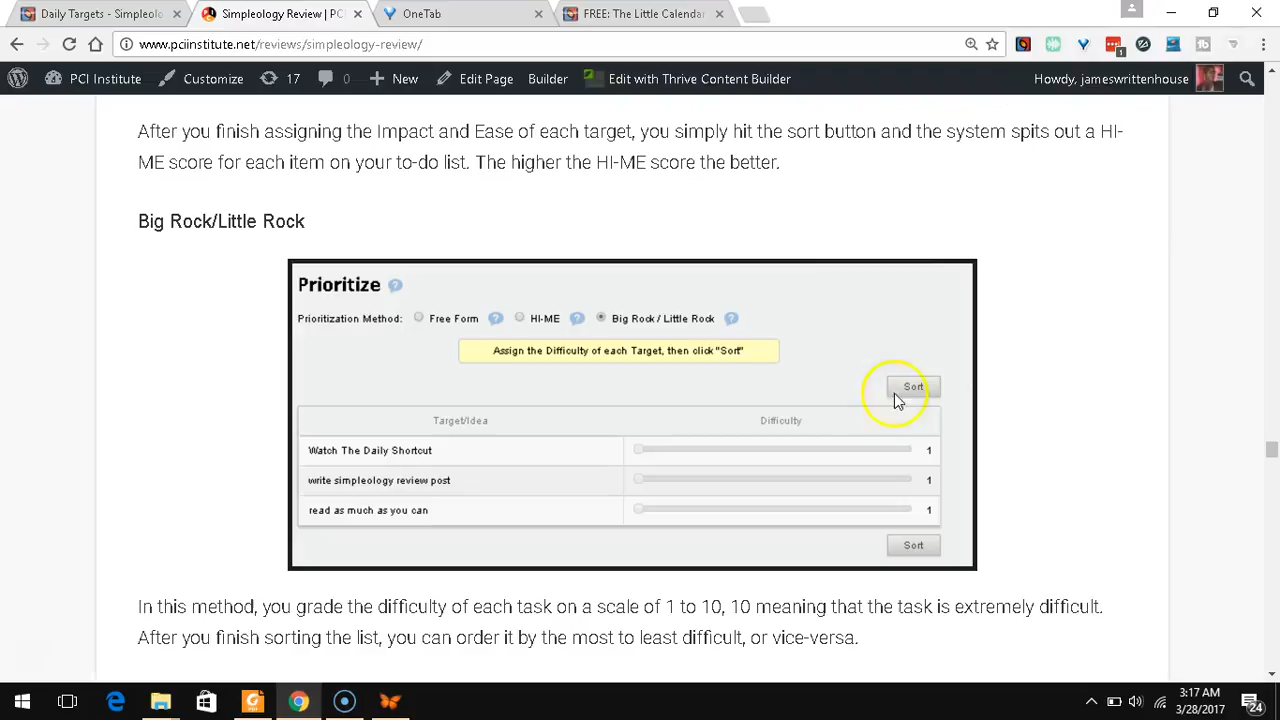 Daily Targets - Simpleolo
Simpleology Review | PCI
OneTab
FREE: The Little Calendar
www.pciinstitute.net/reviews/simpleology-review/
1
PCI Institute
Customize
17
0
New
Edit Page
Builder
Edit with Thrive Content Builder
Howdy, jameswrittenhouse
After you finish assigning the Impact and Ease of each target, you simply hit the sort button and the system spits out a HI-
ME score for each item on your to-do list. The higher the HI-ME score the better.
Big Rock/Little Rock
Prioritize ?
Prioritization Method: Free Form ? HI-ME ? Big Rock / Little Rock ?
Assign the Difficulty of each Target, then click "Sort"
Sort
Target/Idea Difficulty
Watch The Daily Shortcut 1
write simpleology review post 1
read as much as you can 1
Sort
In this method, you grade the difficulty of each task on a scale of 1 to 10, 10 meaning that the task is extremely difficult.
After you finish sorting the list, you can order it by the most to least difficult, or vice-versa.
3:17 AM
3/28/2017
24